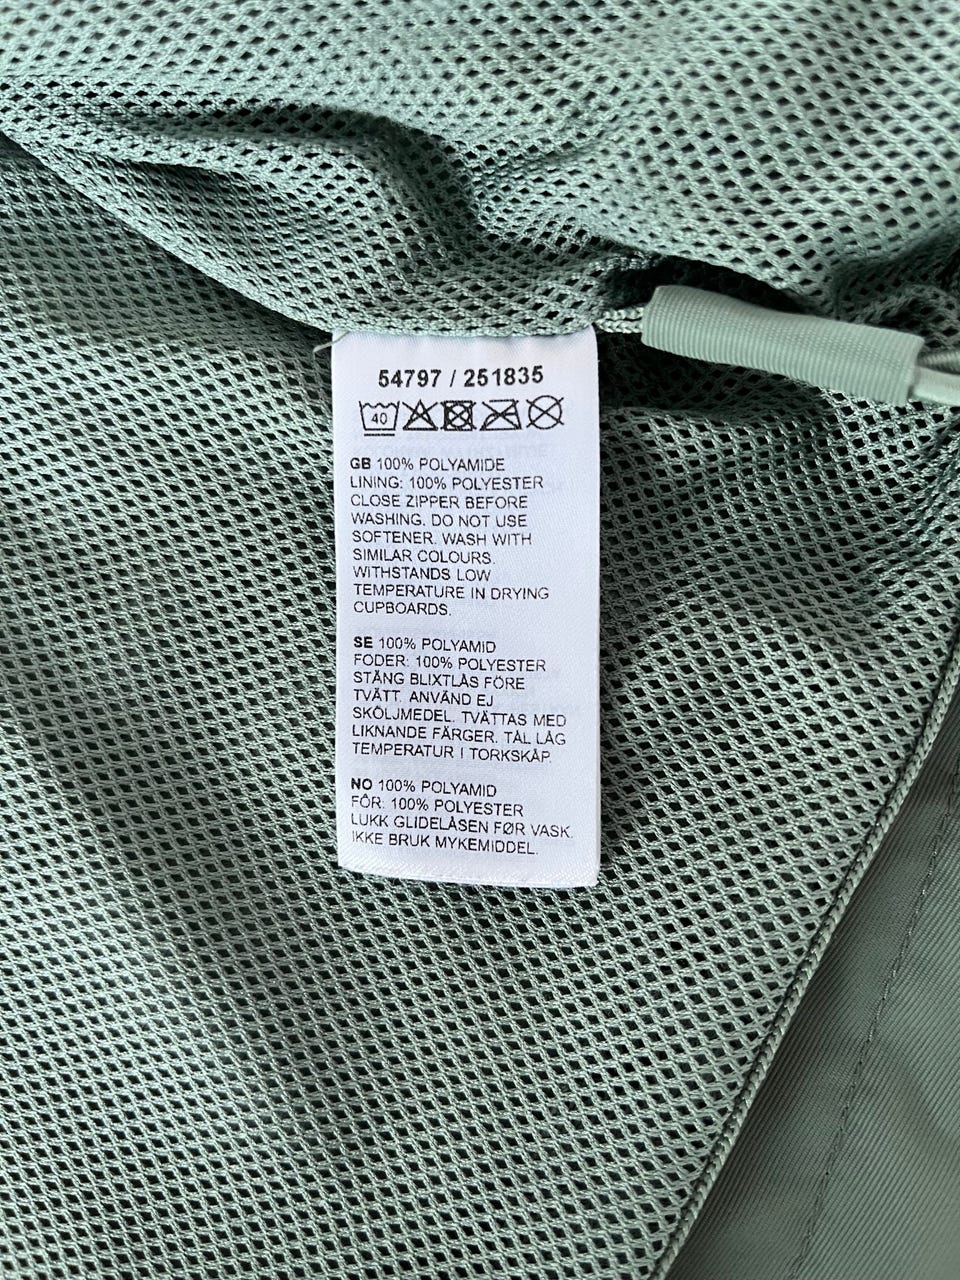 54797 / 251835
40
GB 100% POLYAMIDE
LINING: 100% POLYESTER
CLOSE ZIPPER BEFORE
WASHING. DO NOT USE
SOFTENER. WASH WITH
SIMILAR COLOURS.
WITHSTANDS LOW
TEMPERATURE IN DRYING
CUPBOARDS.
SE 100% POLYAMID
FODER: 100% POLYESTER
STÄNG BLIXTLÅS FÖRE
TVÄTT. ANVÄND EJ
SKÖLJMEDEL. TVÄTTAS MED
LIKNANDE FÄRGER. TÅL LÅG
TEMPERATUR I TORKSKÅP.
NO 100% POLYAMID
FÔR: 100% POLYESTER
LUKK GLIDELÅSEN FØR VASK.
IKKE BRUK MYKEMIDDEL.